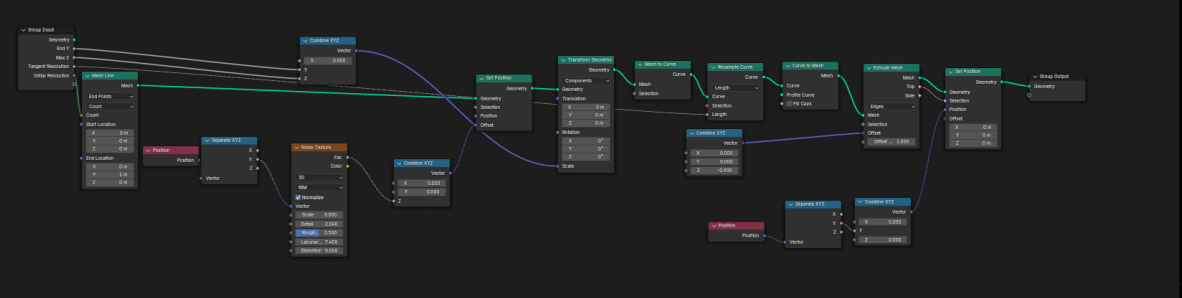 Group Input
Geometry
End Y
Max Z
Tangent Resolution
Initial Resolution
Mesh Line
Mesh
End Points
Count
Count
Start Location
X 0 m
Y 0 m
Z 0 m
End Location
X 0 m
Y 1 m
Z 0 m
Position
Position
Separate XYZ
X
Y
Z
Vector
Noise Texture
Fac
Color
3D
fBM
Normalize
Vector
Scale 5.000
Detail 2.040
Rough.. 0.500
Lacunar... 7.400
Distortion 0.000
Combine XYZ
Vector
X 0.000
Y
Z
Combine XYZ
Vector
X 0.000
Y 0.000
Z
Set Position
Geometry
Geometry
Selection
Position
Offset
Transform Geometry
Geometry
Components
Geometry
Translation
X 0 m
Y 0 m
Z 0 m
Rotation
X 0°
Y 0°
Z 0°
Scale
Mesh to Curve
Curve
Mesh
Selection
Resample Curve
Curve
Length
Curve
Selection
Length
Combine XYZ
Vector
X 0.000
Y 0.000
Z -0.900
Curve to Mesh
Mesh
Curve
Profile Curve
Fill Caps
Extrude Mesh
Mesh
Top
Side
Edges
Mesh
Selection
Offset
Offset ... 1.000
Position
Position
Separate XYZ
X
Y
Z
Vector
Combine XYZ
Vector
X 0.000
Y
Z 0.000
Set Position
Geometry
Geometry
Selection
Position
Offset
X 0 m
Y 0 m
Z 0 m
Group Output
Geometry